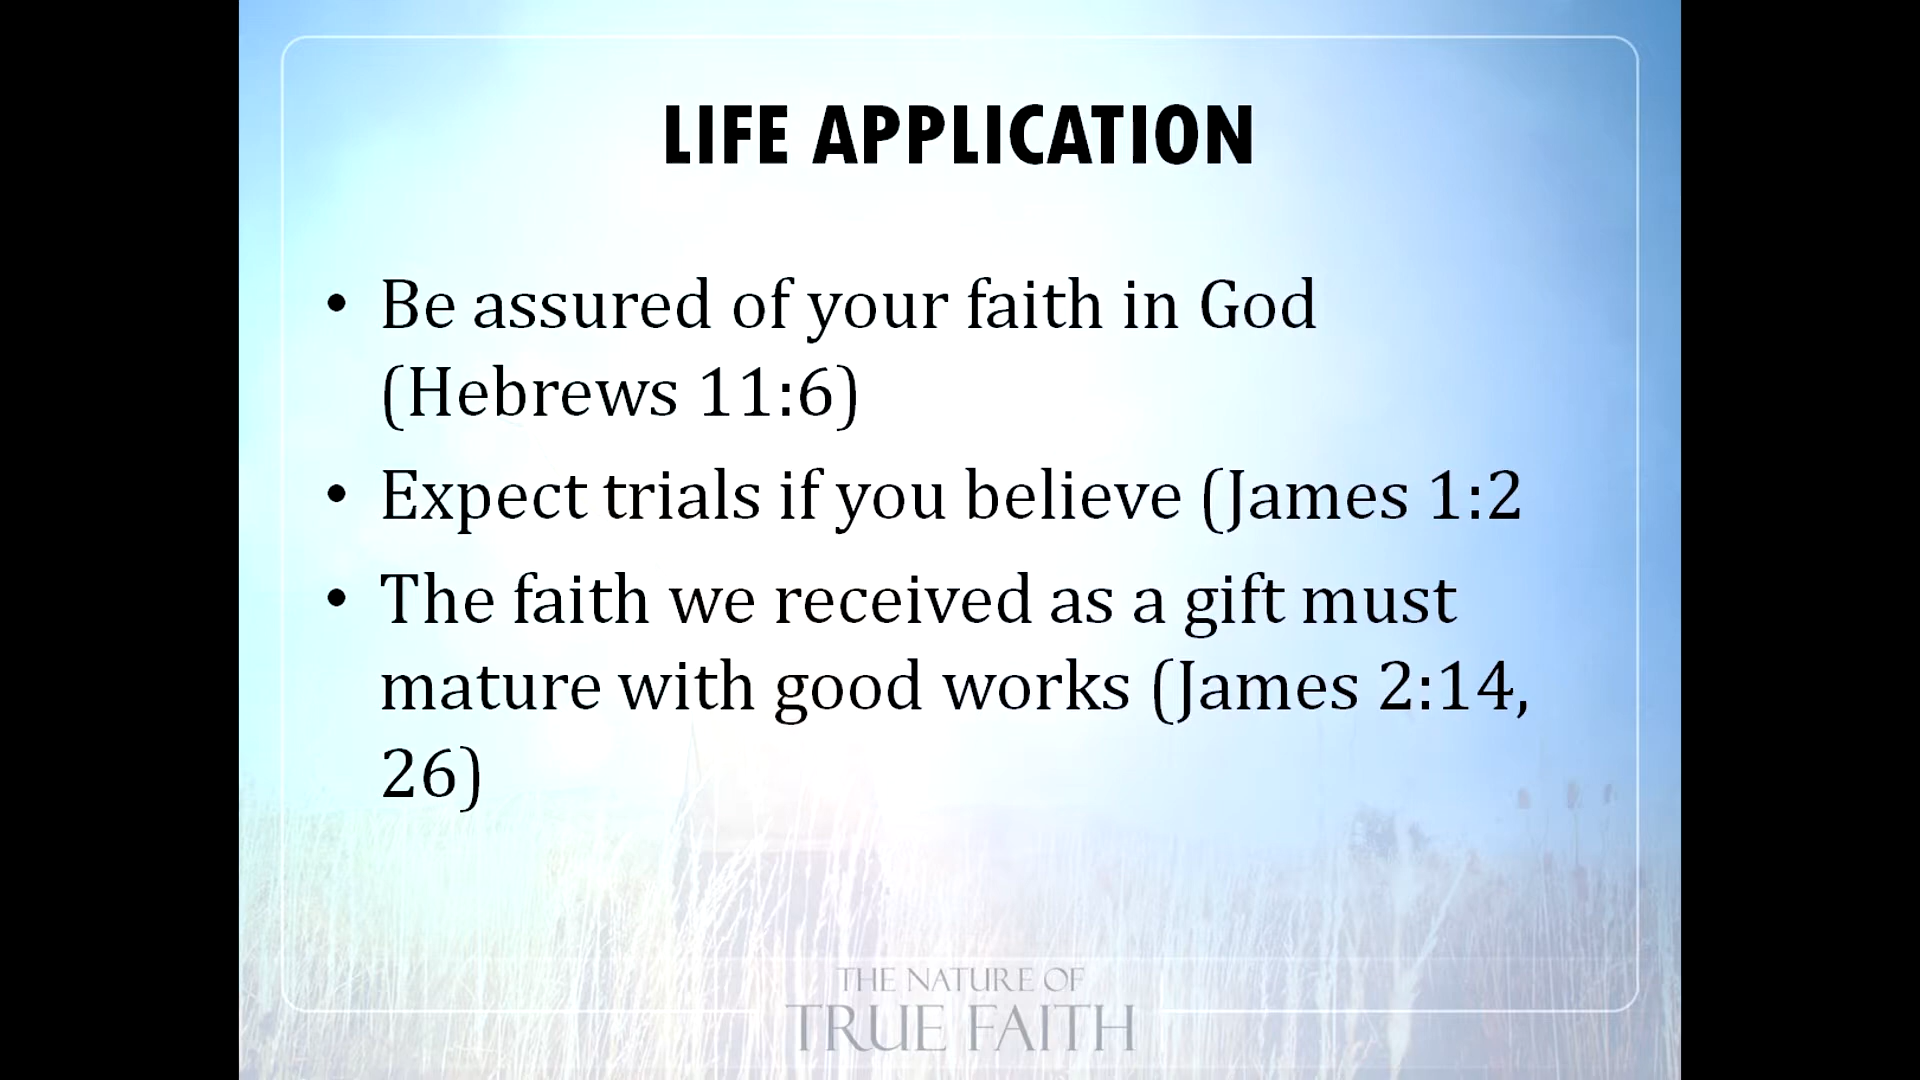 LIFE APPLICATION
• Be assured of your faith in God
(Hebrews 11:6)
• Expect trials if you believe (James 1:2
• The faith we received as a gift must
mature with good works (James 2:14,
26)
THE NATURE OF
TRUE FAITH